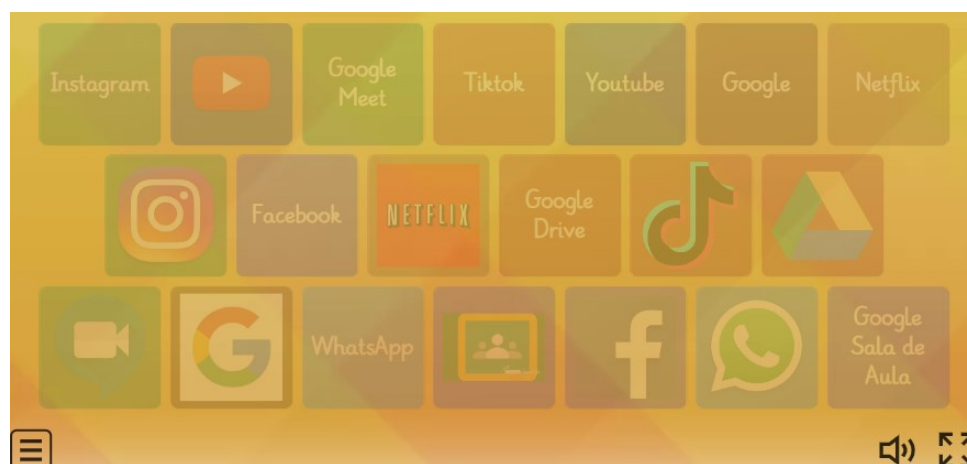 Instagram
Google
Meet
Tiktok
Youtube
Google
Netflix
Facebook
NETFLIX
Google
Drive
WhatsApp
Google
Sala de
Aula